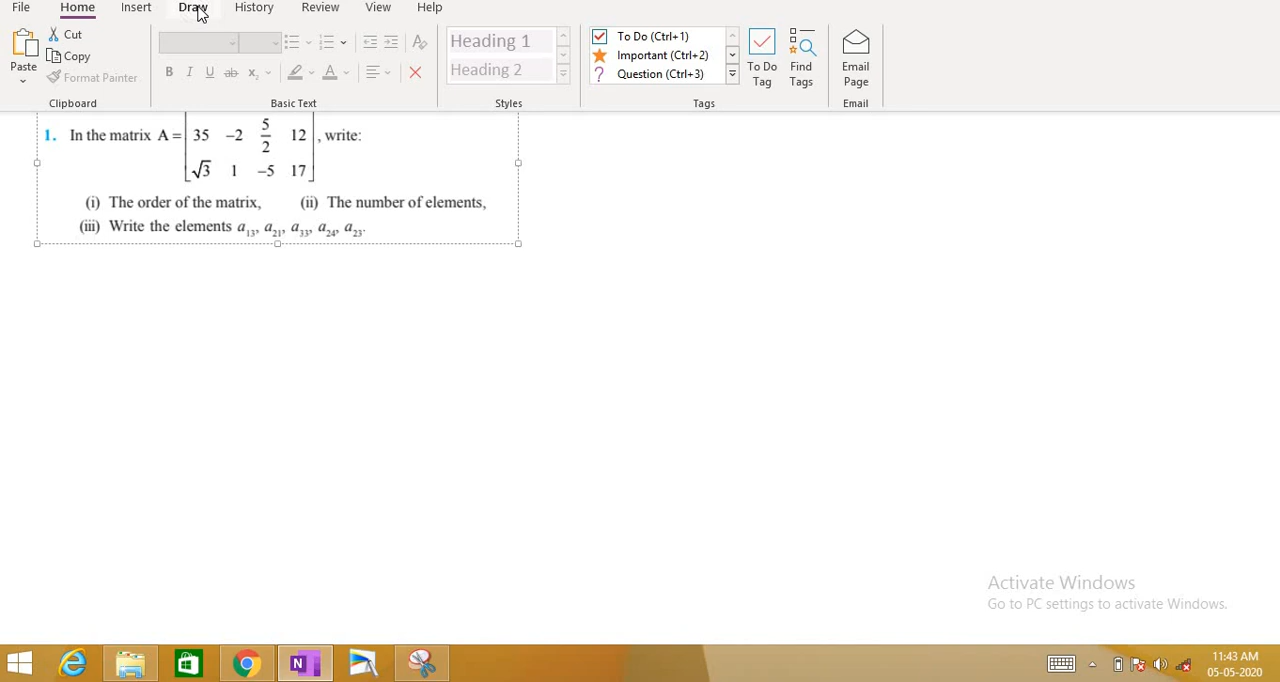 File Home Insert Draw History Review View Help
Paste Cut Copy Format Painter
Clipboard
B I U ab x₂ A
Basic Text
Heading 1
Heading 2
Styles
To Do (Ctrl+1)
Important (Ctrl+2)
? Question (Ctrl+3)
To Do Tag
Find Tags
Tags
Email Page
Email
1. In the matrix A = [35 −2 5/2 12
√3 1 −5 17], write:
(i) The order of the matrix, (ii) The number of elements,
(iii) Write the elements a₁₃, a₂₁, a₃₃, a₂₄, a₂₃.
Activate Windows
Go to PC settings to activate Windows.
11:43 AM
05-05-2020